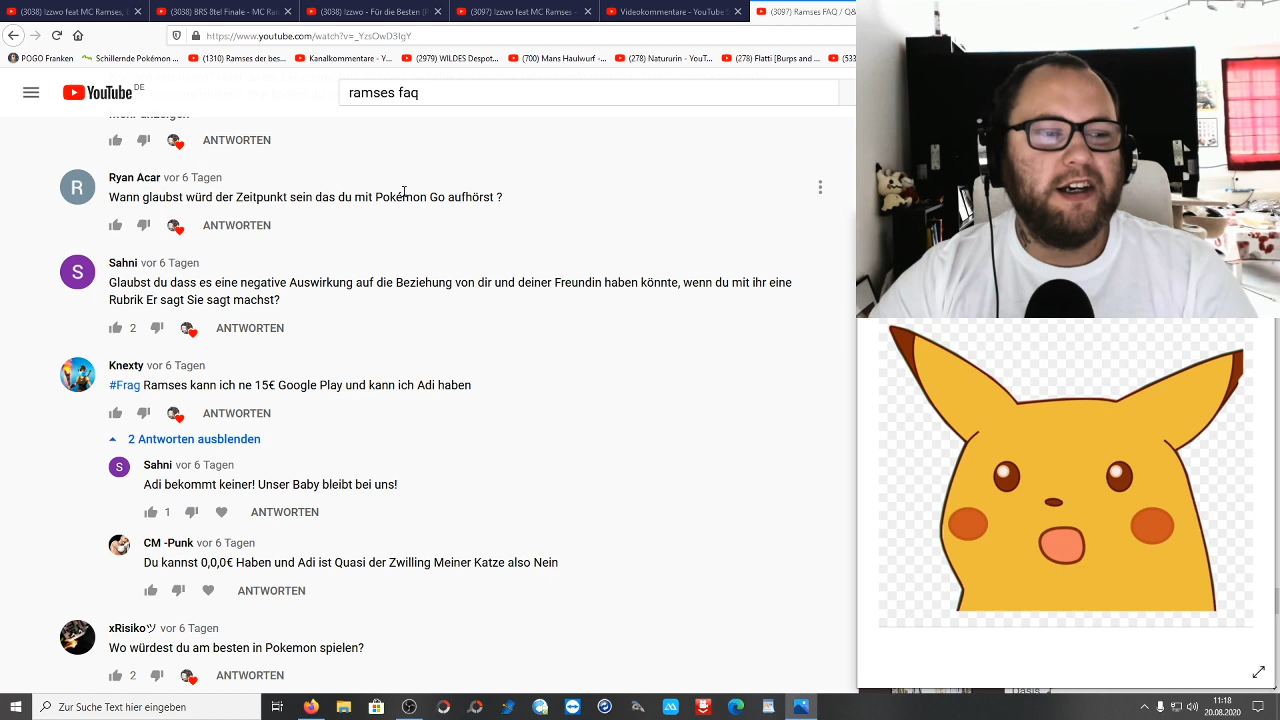 (3038) Izzwo feat MC Ramses,
(3038) BRS 8tel Finale - MC Ran
(3038) Izzwo - Für die Besten (P
(3097) Izzwo feat MC Ramses -
Videokommentare - YouTube S
(3097) Ramses FAQ / Q&
https://www.youtube.com/watch?v=_YzsOwD3IgY
POGO Franken
Schillernde Pokémon ...
(1310) Ramses der bes...
Kanalkonfiguration - Y...
(2979) WILDES Despot...
(700) Mans Haulwurf -...
(278) Natururin - YouT...
(278) Flatti [Burps and ...
(533
YouTube DE
ramses faq
Mehr anzeigen
ANTWORTEN
R
Ryan Acar vor 6 Tagen
Wann glaubst würd der Zeitpunkt sein das du mit Pokemon Go aufhörst ?
ANTWORTEN
S
Sahni vor 6 Tagen
Glaubst du dass es eine negative Auswirkung auf die Beziehung von dir und deiner Freundin haben könnte, wenn du mit ihr eine
Rubrik Er sagt Sie sagt machst?
2 ANTWORTEN
Knexty vor 6 Tagen
#Frag Ramses kann ich ne 15€ Google Play und kann ich Adi haben
ANTWORTEN
2 Antworten ausblenden
S
Sahni vor 6 Tagen
Adi bekommt keiner! Unser Baby bleibt bei uns!
1 ANTWORTEN
CM -Punk vor 6 Tagen
Du kannst 0,0,0€ Haben und Adi ist Quasi der Zwilling Meiner Katze also Nein
ANTWORTEN
xRisikoツ vor 6 Tagen
Wo würdest du am besten in Pokemon spielen?
2 ANTWORTEN
Oasis
Zur Suche Text hier eingeben
11:18
20.08.2020